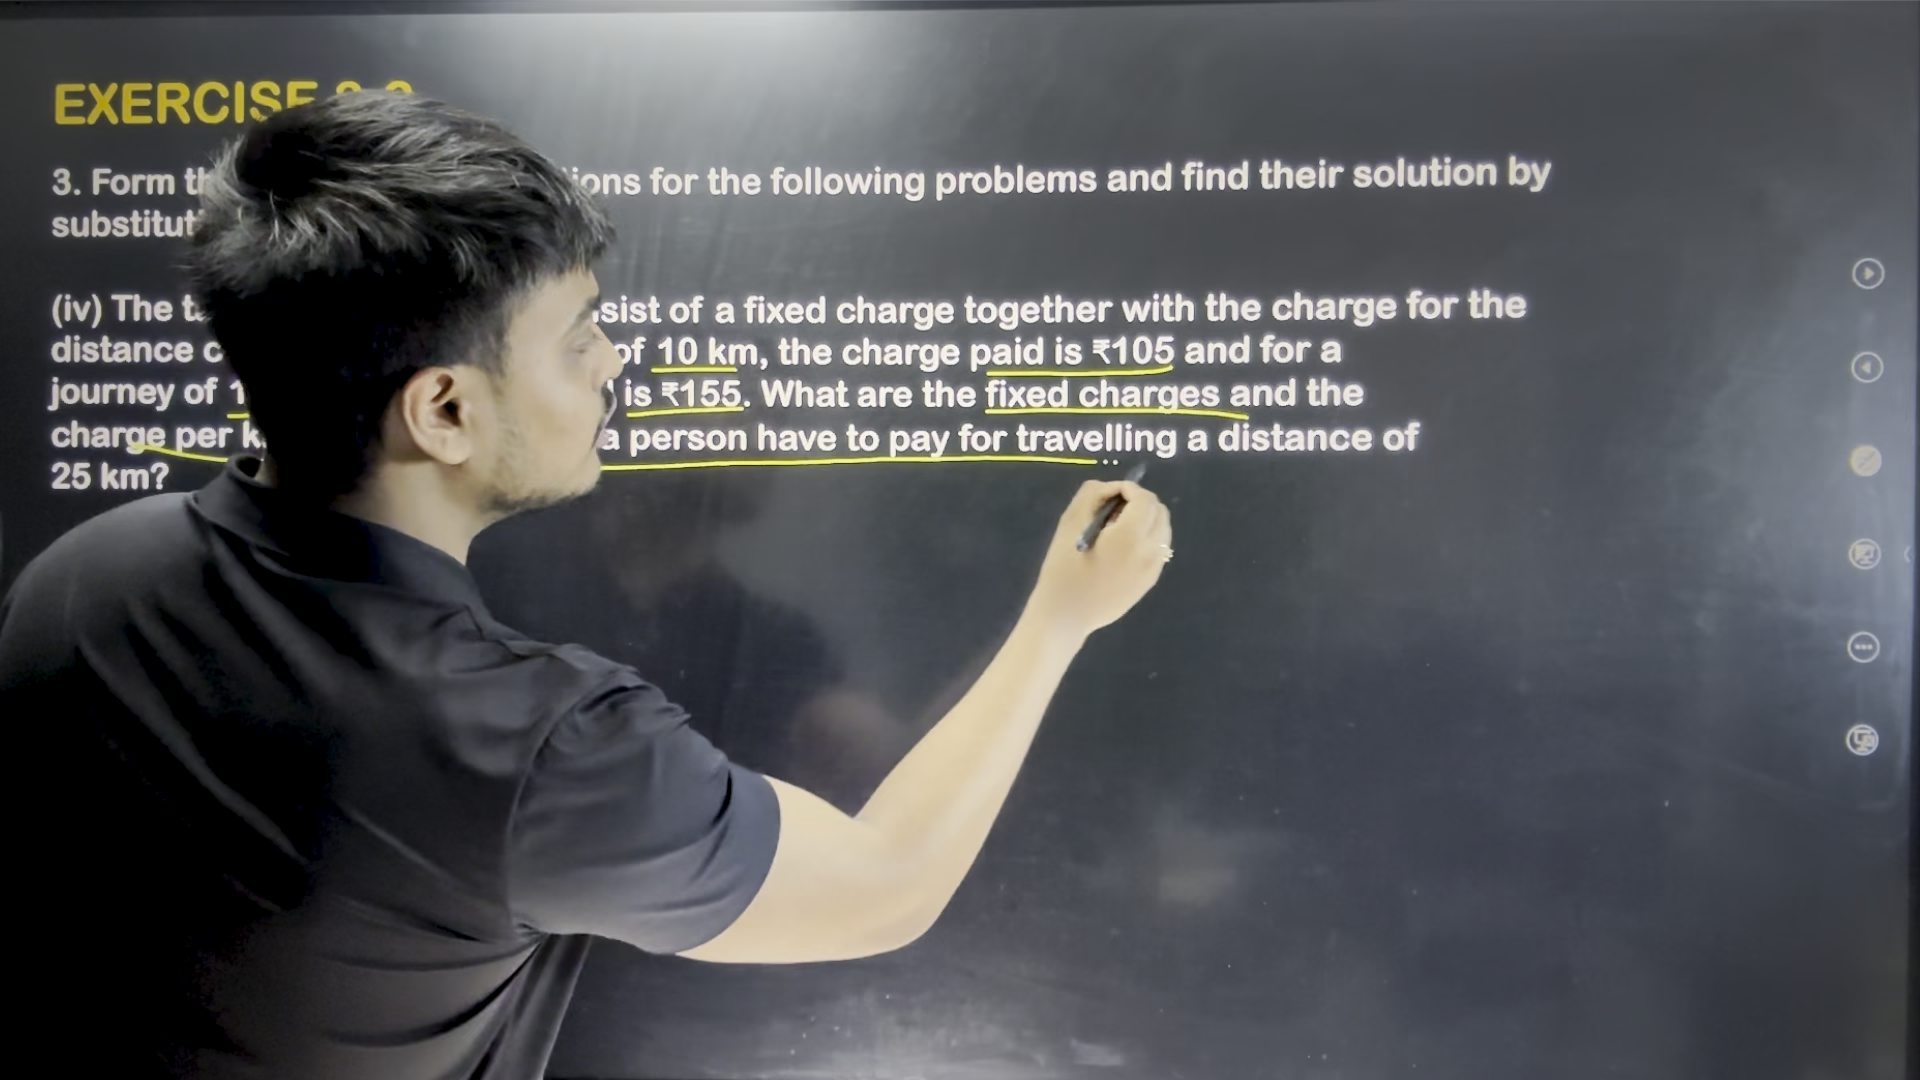 EXERCISE
3. Form ions for the following problems and find their solution by
substitut
(iv) The sist of a fixed charge together with the charge for the
distance of 10 km, the charge paid is ₹105 and for a
journey of is ₹155. What are the fixed charges and the
charge per a person have to pay for travelling a distance of
25 km?